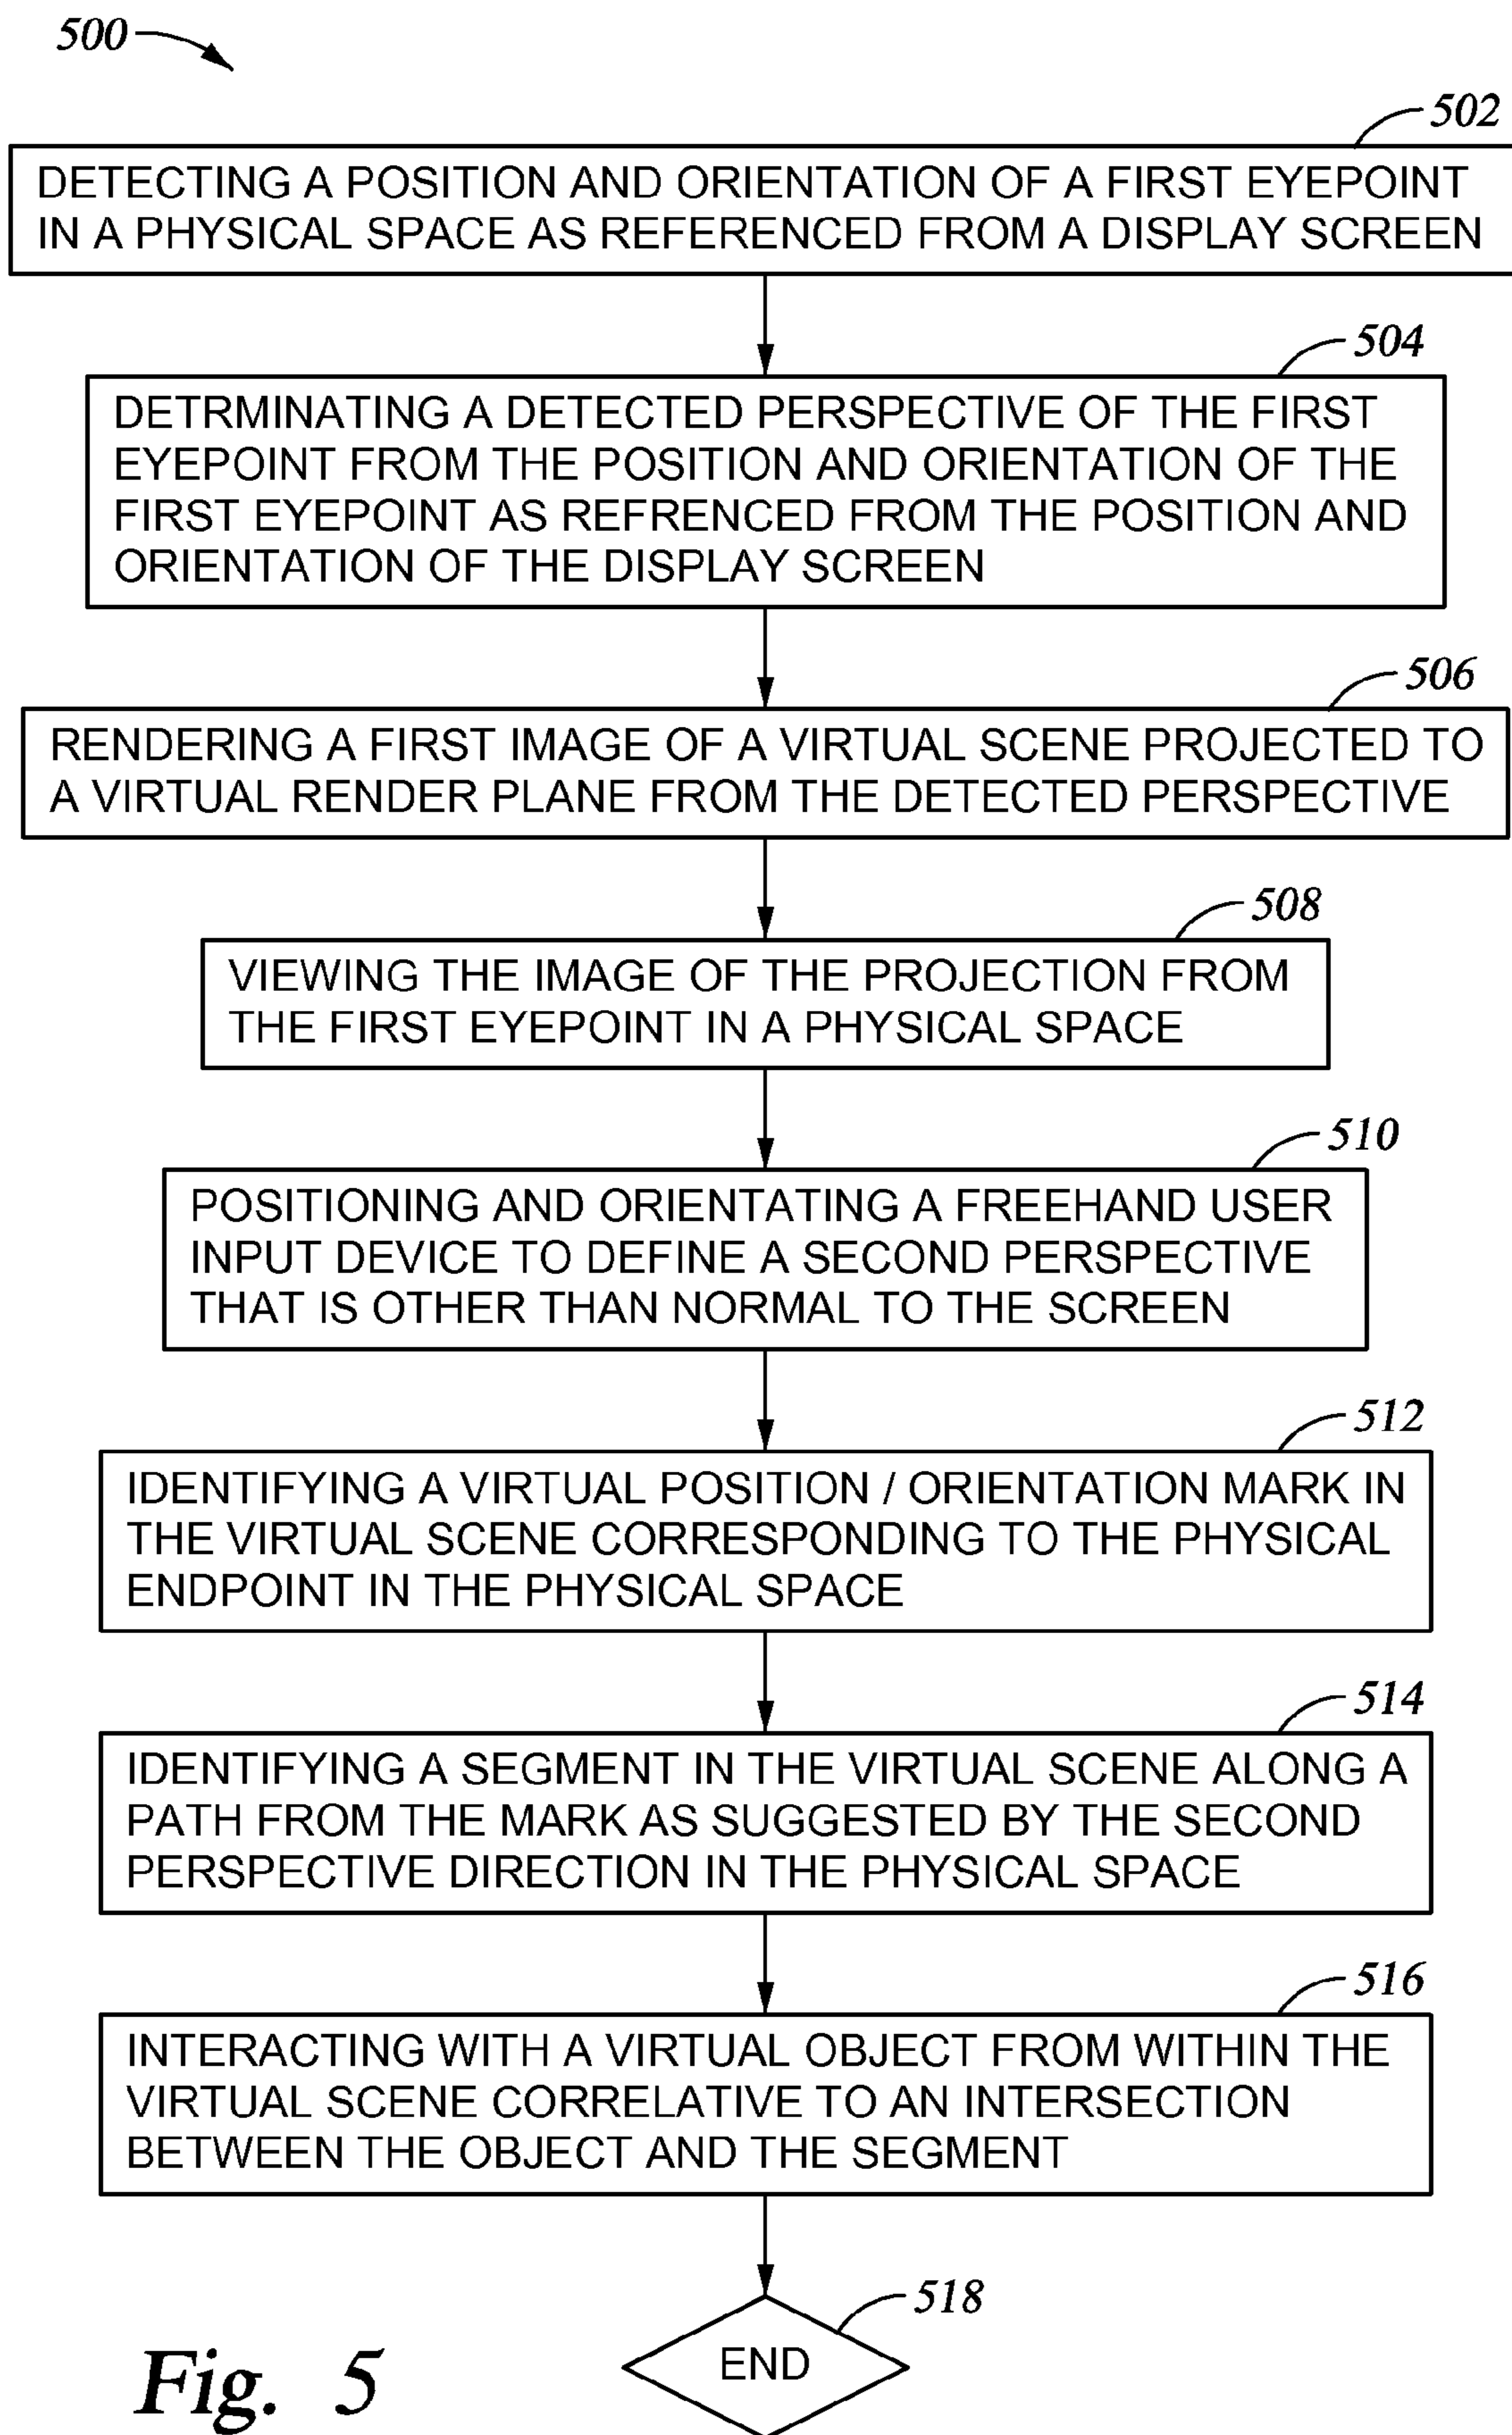 500
502
DETECTING A POSITION AND ORIENTATION OF A FIRST EYEPOINT
IN A PHYSICAL SPACE AS REFERENCED FROM A DISPLAY SCREEN
504
DETRMINATING A DETECTED PERSPECTIVE OF THE FIRST
EYEPOINT FROM THE POSITION AND ORIENTATION OF THE
FIRST EYEPOINT AS REFRENCED FROM THE POSITION AND
ORIENTATION OF THE DISPLAY SCREEN
506
RENDERING A FIRST IMAGE OF A VIRTUAL SCENE PROJECTED TO
A VIRTUAL RENDER PLANE FROM THE DETECTED PERSPECTIVE
508
VIEWING THE IMAGE OF THE PROJECTION FROM
THE FIRST EYEPOINT IN A PHYSICAL SPACE
510
POSITIONING AND ORIENTATING A FREEHAND USER
INPUT DEVICE TO DEFINE A SECOND PERSPECTIVE
THAT IS OTHER THAN NORMAL TO THE SCREEN
512
IDENTIFYING A VIRTUAL POSITION / ORIENTATION MARK IN
THE VIRTUAL SCENE CORRESPONDING TO THE PHYSICAL
ENDPOINT IN THE PHYSICAL SPACE
514
IDENTIFYING A SEGMENT IN THE VIRTUAL SCENE ALONG A
PATH FROM THE MARK AS SUGGESTED BY THE SECOND
PERSPECTIVE DIRECTION IN THE PHYSICAL SPACE
516
INTERACTING WITH A VIRTUAL OBJECT FROM WITHIN THE
VIRTUAL SCENE CORRELATIVE TO AN INTERSECTION
BETWEEN THE OBJECT AND THE SEGMENT
518
END
Fig. 5